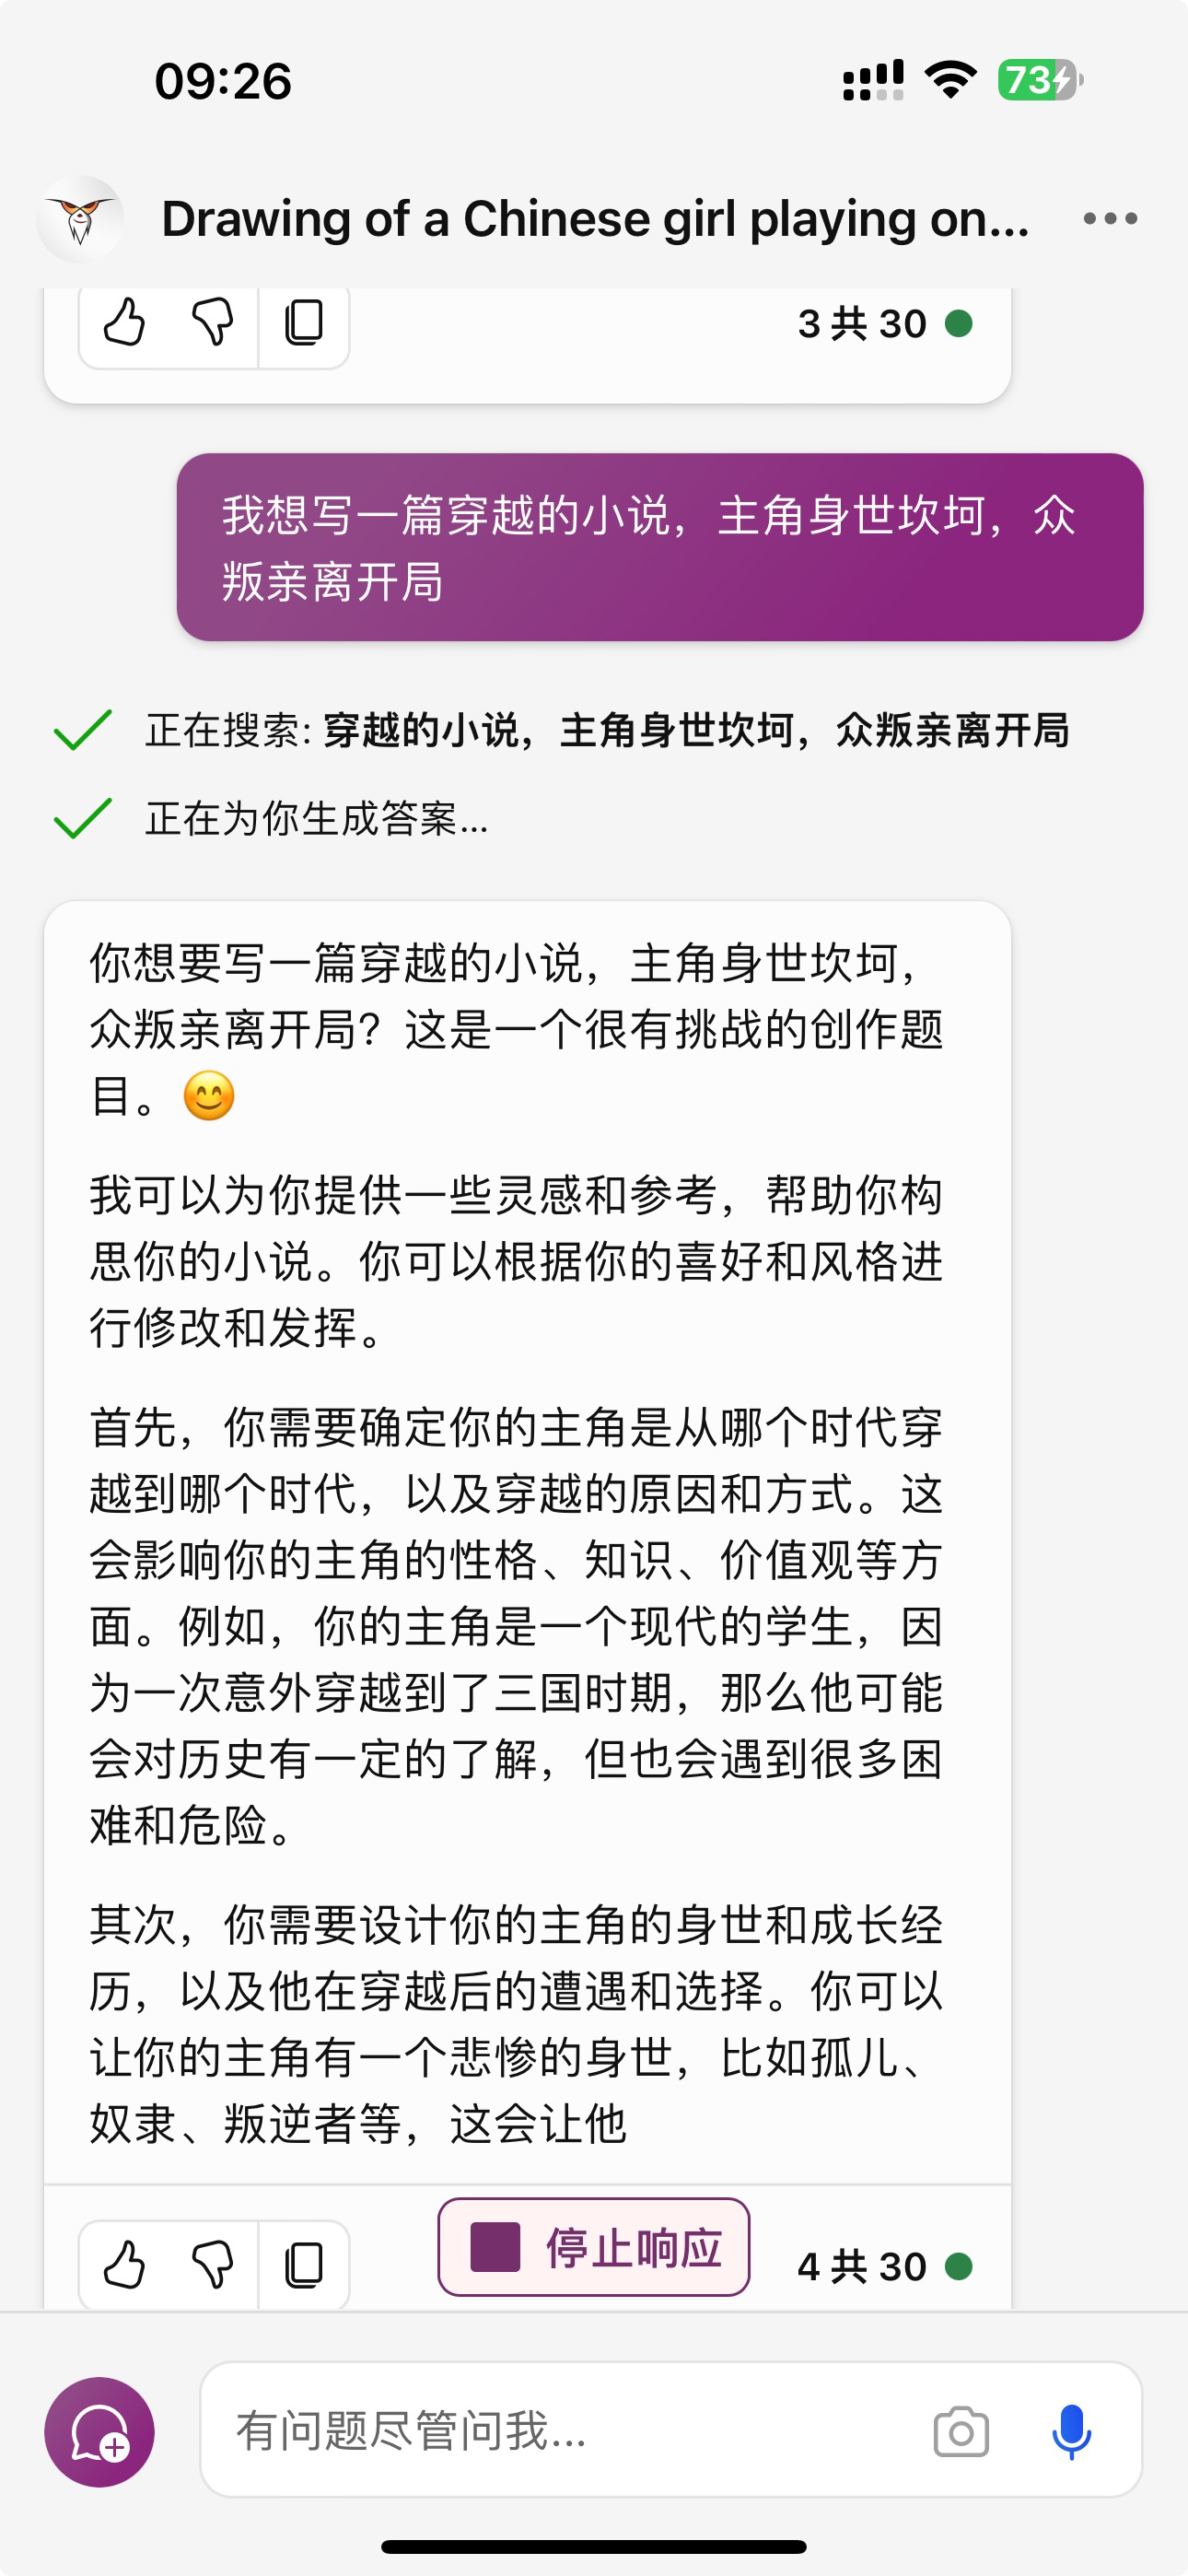 09:26
73
Drawing of a Chinese girl playing on...
3 共 30
我想写一篇穿越的小说，主角身世坎坷，众
叛亲离开局
正在搜索: 穿越的小说，主角身世坎坷，众叛亲离开局
正在为你生成答案...
你想要写一篇穿越的小说，主角身世坎坷，
众叛亲离开局？这是一个很有挑战的创作题
目。😊
我可以为你提供一些灵感和参考，帮助你构
思你的小说。你可以根据你的喜好和风格进
行修改和发挥。
首先，你需要确定你的主角是从哪个时代穿
越到哪个时代，以及穿越的原因和方式。这
会影响你的主角的性格、知识、价值观等方
面。例如，你的主角是一个现代的学生，因
为一次意外穿越到了三国时期，那么他可能
会对历史有一定的了解，但也会遇到很多困
难和危险。
其次，你需要设计你的主角的身世和成长经
历，以及他在穿越后的遭遇和选择。你可以
让你的主角有一个悲惨的身世，比如孤儿、
奴隶、叛逆者等，这会让他
停止响应
4 共 30
有问题尽管问我...